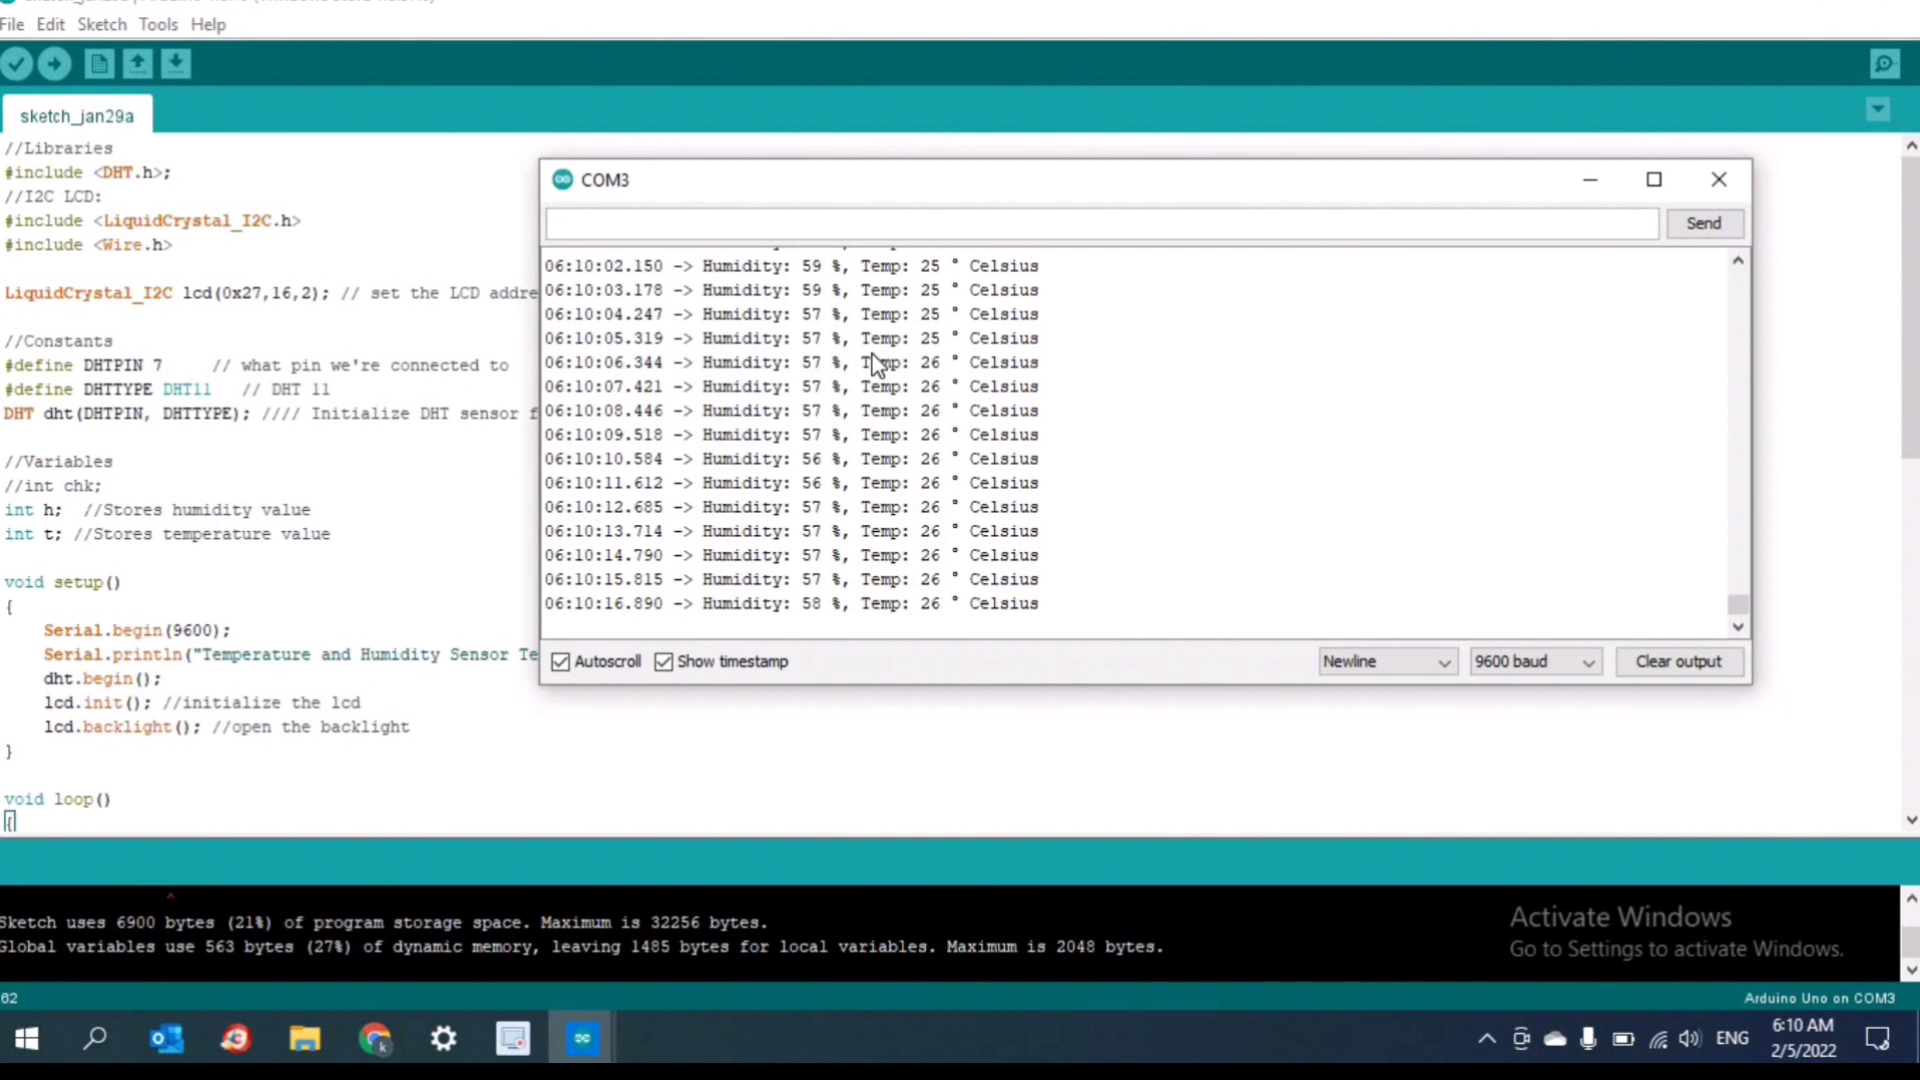 File Edit Sketch Tools Help
sketch_jan29a
//Libraries
#include <DHT.h>;
//I2C LCD:
#include <LiquidCrystal_I2C.h>
#include <Wire.h>
LiquidCrystal_I2C lcd(0x27,16,2); // set the LCD addre
//Constants
#define DHTPIN 7     // what pin we're connected to
#define DHTTYPE DHT11   // DHT 11
DHT dht(DHTPIN, DHTTYPE); //// Initialize DHT sensor f
//Variables
//int chk;
int h;  //Stores humidity value
int t; //Stores temperature value
void setup()
{
    Serial.begin(9600);
    Serial.println("Temperature and Humidity Sensor Te
    dht.begin();
    lcd.init(); //initialize the lcd
    lcd.backlight(); //open the backlight
}
void loop()
{
COM3
Send
06:10:02.150 -> Humidity: 59 %, Temp: 25 ° Celsius
06:10:03.178 -> Humidity: 59 %, Temp: 25 ° Celsius
06:10:04.247 -> Humidity: 57 %, Temp: 25 ° Celsius
06:10:05.319 -> Humidity: 57 %, Temp: 25 ° Celsius
06:10:06.344 -> Humidity: 57 %, Temp: 26 ° Celsius
06:10:07.421 -> Humidity: 57 %, Temp: 26 ° Celsius
06:10:08.446 -> Humidity: 57 %, Temp: 26 ° Celsius
06:10:09.518 -> Humidity: 57 %, Temp: 26 ° Celsius
06:10:10.584 -> Humidity: 56 %, Temp: 26 ° Celsius
06:10:11.612 -> Humidity: 56 %, Temp: 26 ° Celsius
06:10:12.685 -> Humidity: 57 %, Temp: 26 ° Celsius
06:10:13.714 -> Humidity: 57 %, Temp: 26 ° Celsius
06:10:14.790 -> Humidity: 57 %, Temp: 26 ° Celsius
06:10:15.815 -> Humidity: 57 %, Temp: 26 ° Celsius
06:10:16.890 -> Humidity: 58 %, Temp: 26 ° Celsius
Autoscroll Show timestamp Newline 9600 baud Clear output
Sketch uses 6900 bytes (21%) of program storage space. Maximum is 32256 bytes.
Global variables use 563 bytes (27%) of dynamic memory, leaving 1485 bytes for local variables. Maximum is 2048 bytes.
Activate Windows
Go to Settings to activate Windows.
62
Arduino Uno on COM3
ENG
6:10 AM
2/5/2022